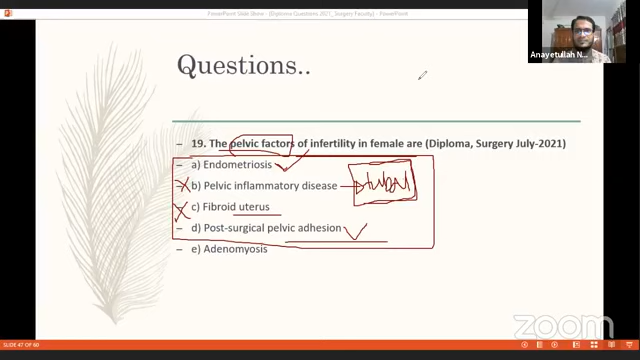 PowerPoint Slide Show - [Diploma Questions 2021_ Surgery Faculty] - PowerPoint
Anayetullah N...
Questions..
– 19. The pelvic factors of infertility in female are (Diploma, Surgery July-2021)
– a) Endometriosis
– b) Pelvic inflammatory disease
tubal
– c) Fibroid uterus
– d) Post-surgical pelvic adhesion
– e) Adenomyosis
zoom
SLIDE 47 OF 60